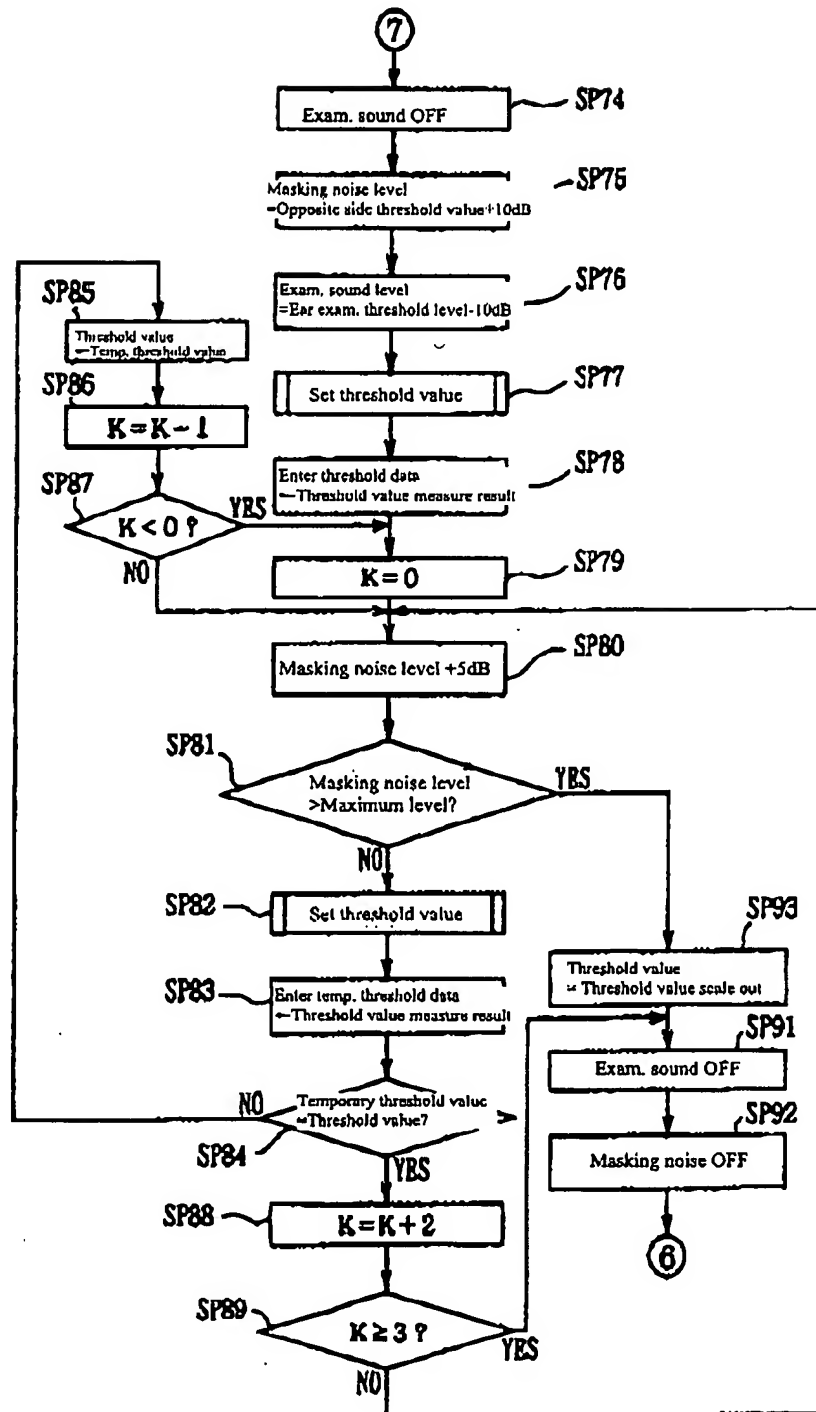 7
Exam. sound OFF
SP74
Masking noise level
=Opposite side threshold value+10dB
SP75
Exam. sound level
=Ear exam. threshold level-10dB
SP76
SP85
Threshold value
←Temp. threshold value
Set threshold value
SP77
SP86
K=K-1
Enter threshold data
←Threshold value measure result
SP78
SP87
K<0?
YES
NO
K=0
SP79
Masking noise level +5dB
SP80
SP81
Masking noise level
>Maximum level?
YES
NO
SP82
Set threshold value
SP93
Threshold value
= Threshold value scale out
SP83
Enter temp. threshold data
←Threshold value measure result
SP91
Exam. sound OFF
NO
Temporary threshold value
=Threshold value?
SP84
YES
SP92
Masking noise OFF
SP88
K=K+2
6
SP89
K≥3?
YES
NO